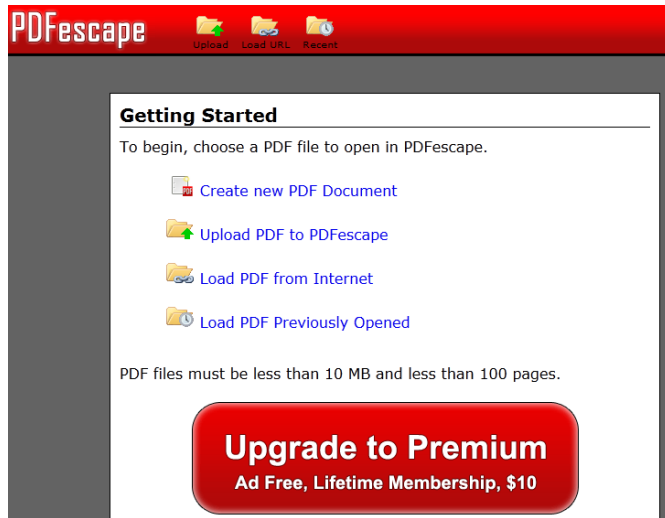 PDFescape
Upload Load URL Recent
Getting Started
To begin, choose a PDF file to open in PDFescape.
Create new PDF Document
Upload PDF to PDFescape
Load PDF from Internet
Load PDF Previously Opened
PDF files must be less than 10 MB and less than 100 pages.
Upgrade to Premium
Ad Free, Lifetime Membership, $10